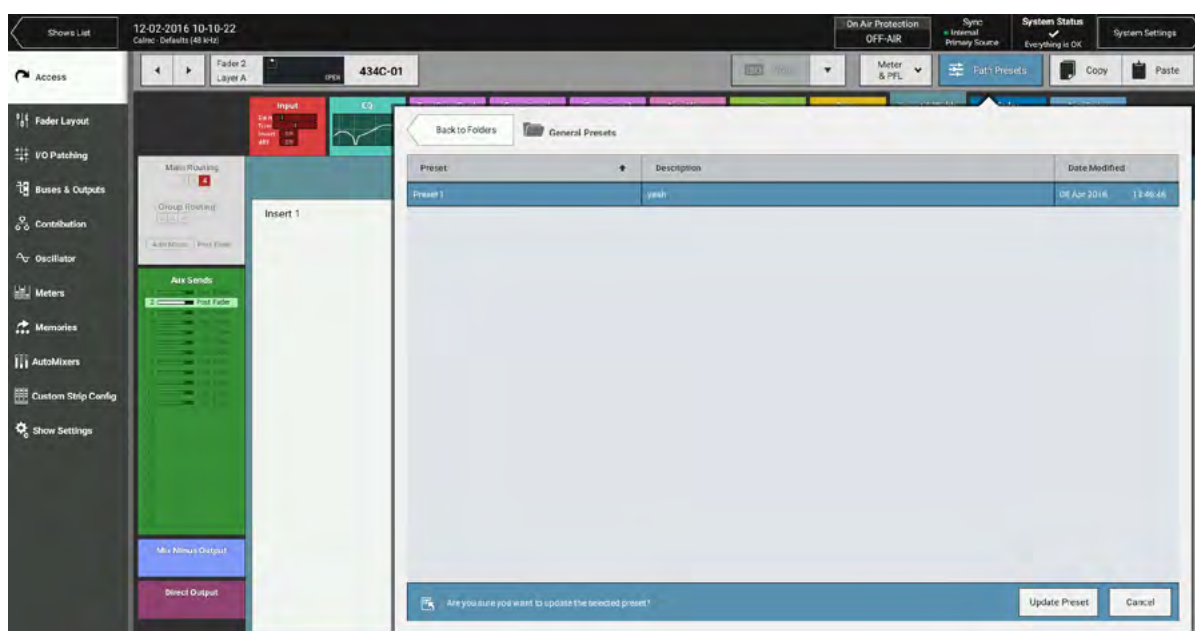 Shows List
12-02-2016 10-10-22
Calrec - Defaults (48 kHz)
On Air Protection
OFF-AIR
Sync
Internal
Primary Source
System Status
Everything is OK
System Settings
Access
Fader 2
Layer A
OPEN
434C-01
Meter
& PFL
Path Presets
Copy
Paste
Fader Layout
I/O Patching
Buses & Outputs
Contribution
Oscillator
Meters
Memories
AutoMixers
Custom Strip Config
Show Settings
Input
EQ
Main Routing
4
Group Routing
Aux Sends
2 Post Fader
Mix Minus Output
Direct Output
Insert 1
Back to Folders
General Presets
Preset
Description
Date Modified
Preset 1
yeah
08 Apr 2016
13:46:46
Are you sure you want to update the selected preset?
Update Preset
Cancel